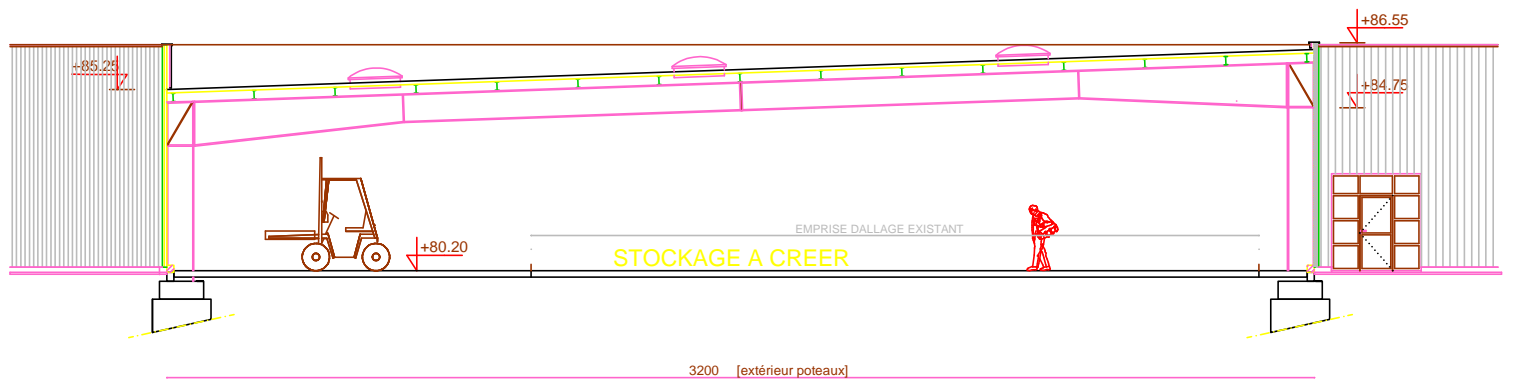 +86.55
+85.25
+84.75
EMPRISE DALLAGE EXISTANT
+80.20
STOCKAGE A CREER
3200 [extérieur poteaux]